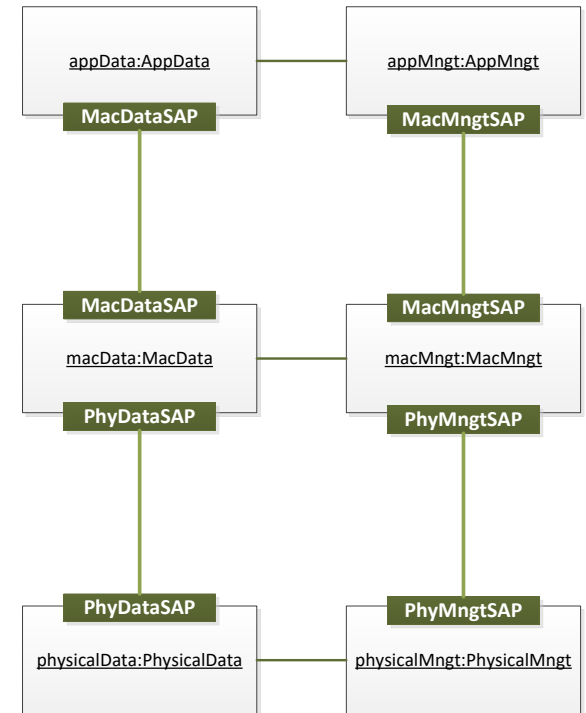 appData:AppData
appMngt:AppMngt
MacDataSAP
MacMngtSAP
MacDataSAP
MacMngtSAP
macData:MacData
macMngt:MacMngt
PhyDataSAP
PhyMngtSAP
PhyDataSAP
PhyMngtSAP
physicalData:PhysicalData
physicalMngt:PhysicalMngt